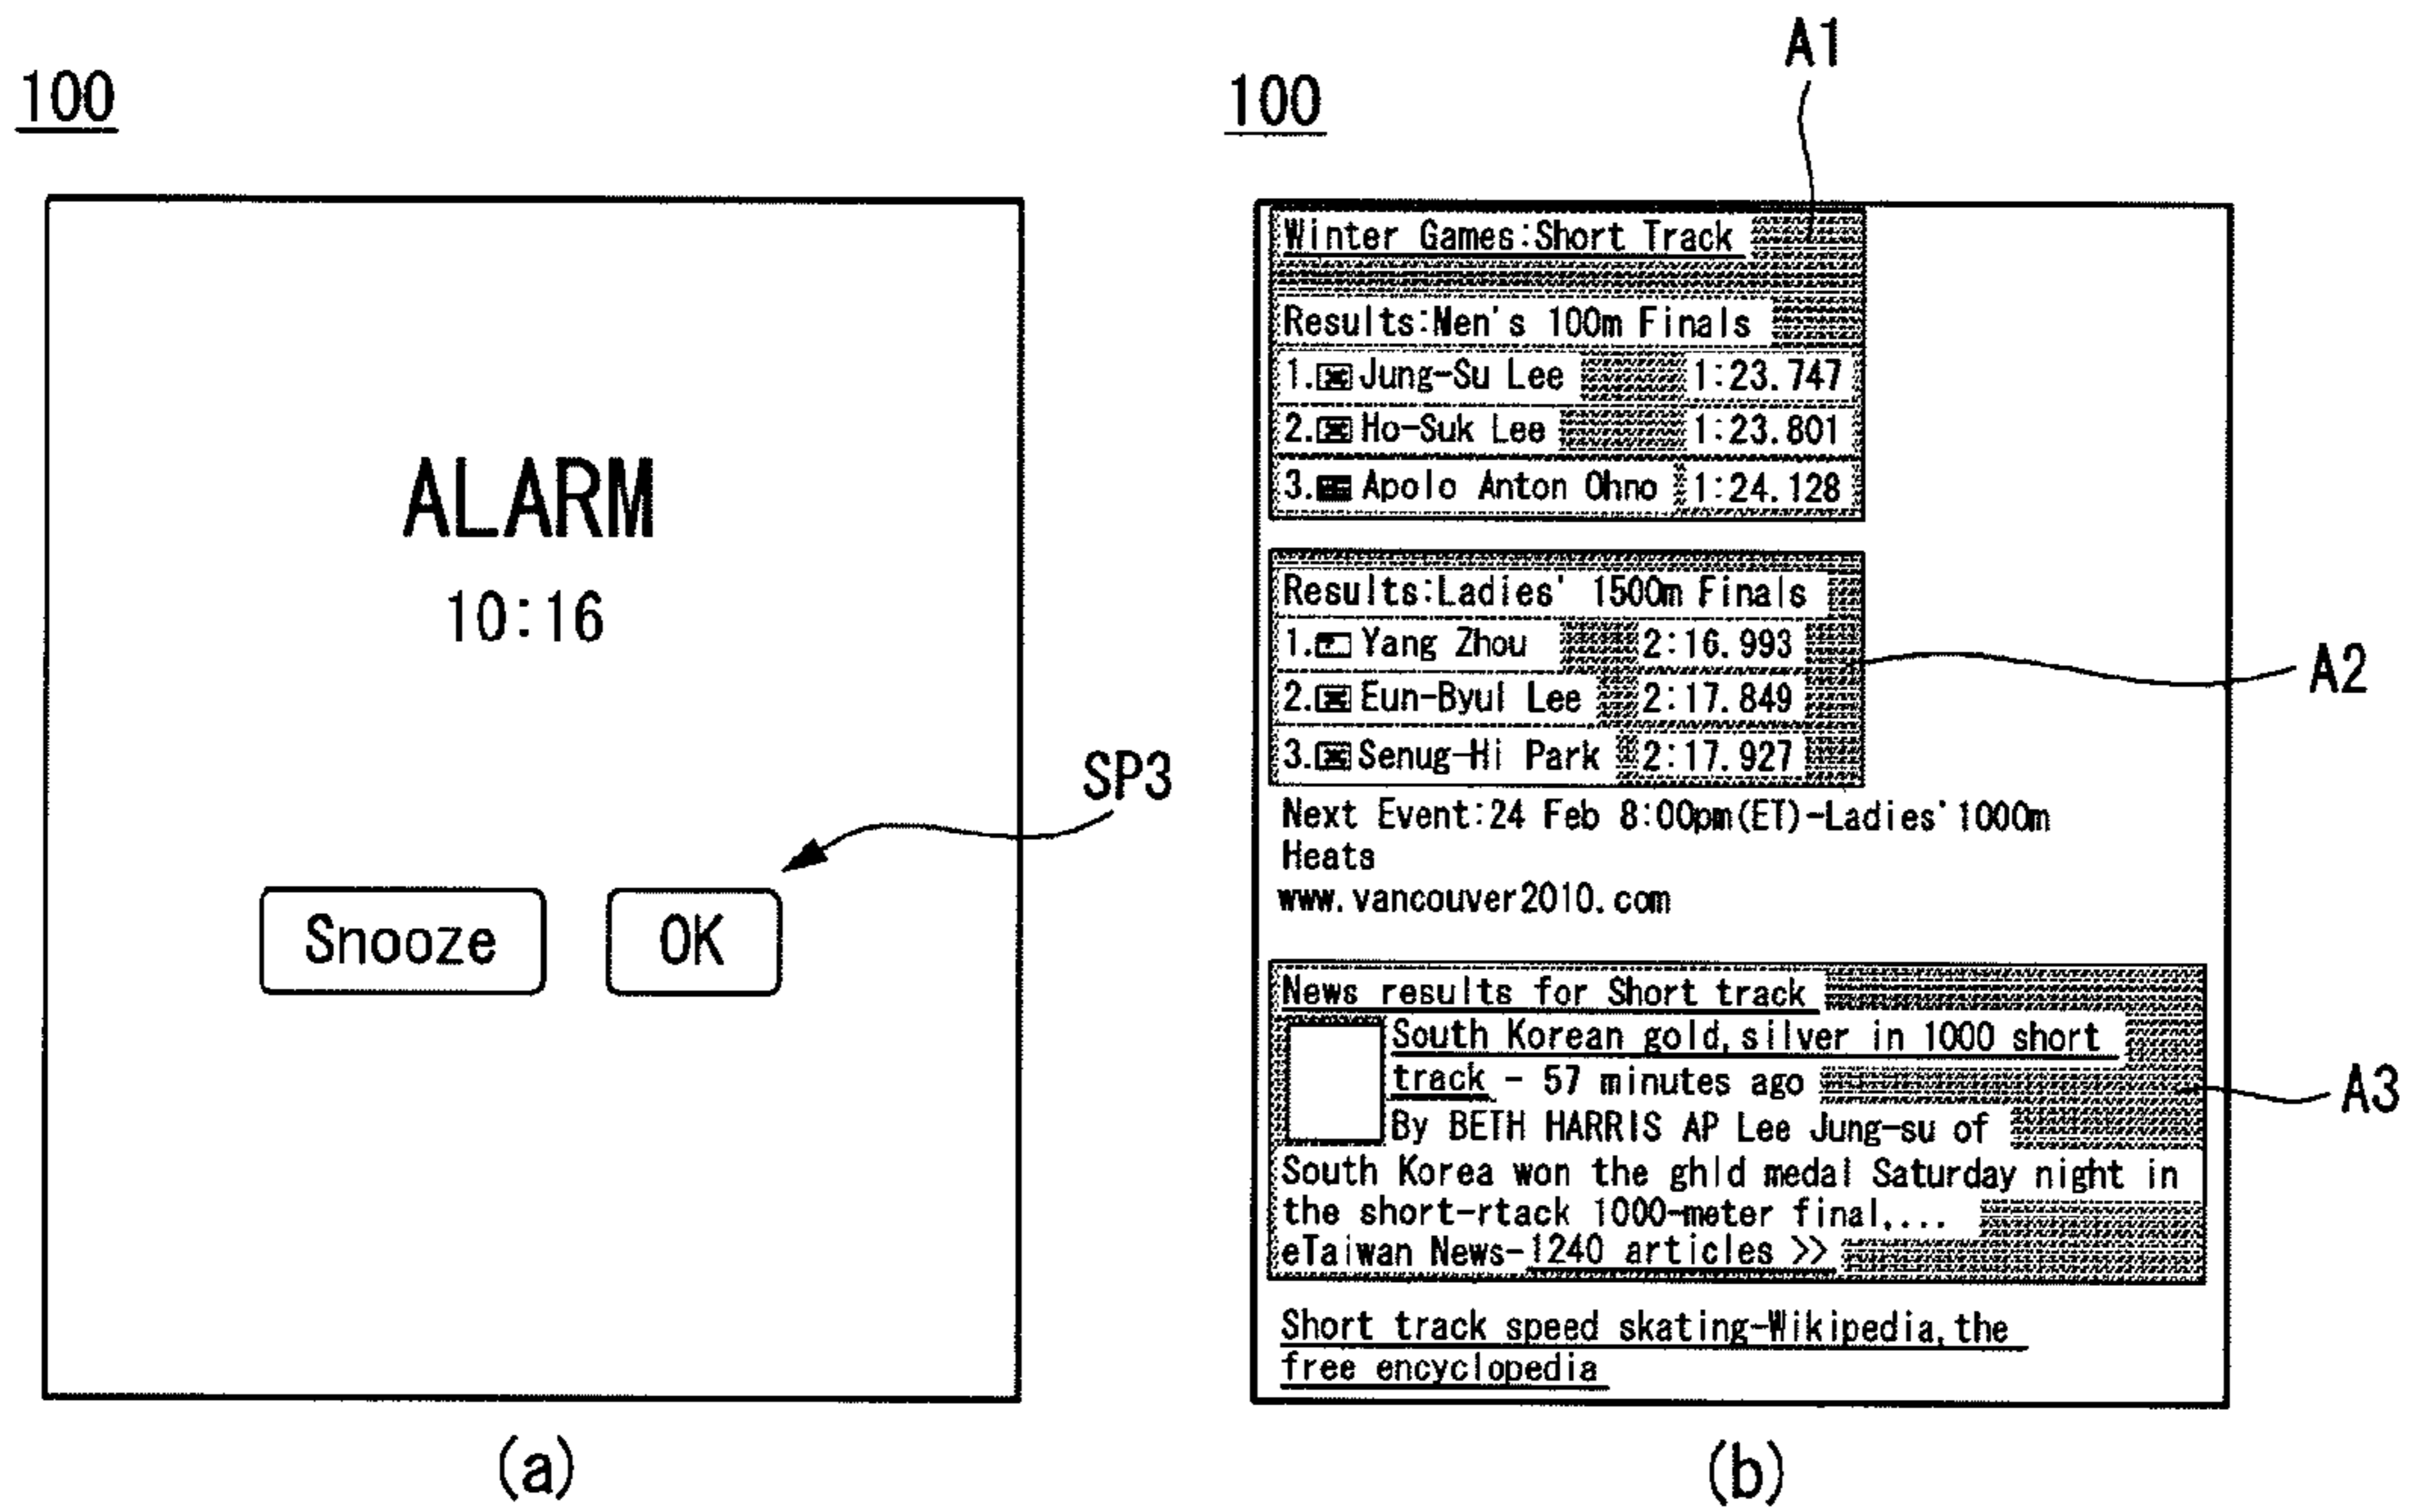 100
ALARM
10:16
SP3
Snooze
OK
(a)
100
A1
Winter Games:Short Track
Results:Men's 100m Finals
1. Jung-Su Lee 1:23.747
2. Ho-Suk Lee 1:23.801
3. Apolo Anton Ohno 1:24.128
Results:Ladies' 1500m Finals
1. Yang Zhou 2:16.993
2. Eun-Byul Lee 2:17.849
3. Senug-Hi Park 2:17.927
A2
Next Event:24 Feb 8:00pm(ET)-Ladies'1000m
Heats
www.vancouver2010.com
News results for Short track
South Korean gold,silver in 1000 short
track - 57 minutes ago
A3
By BETH HARRIS AP Lee Jung-su of
South Korea won the ghld medal Saturday night in
the short-rtack 1000-meter final,...
eTaiwan News-1240 articles >>
Short track speed skating-Wikipedia,the
free encyclopedia
(b)